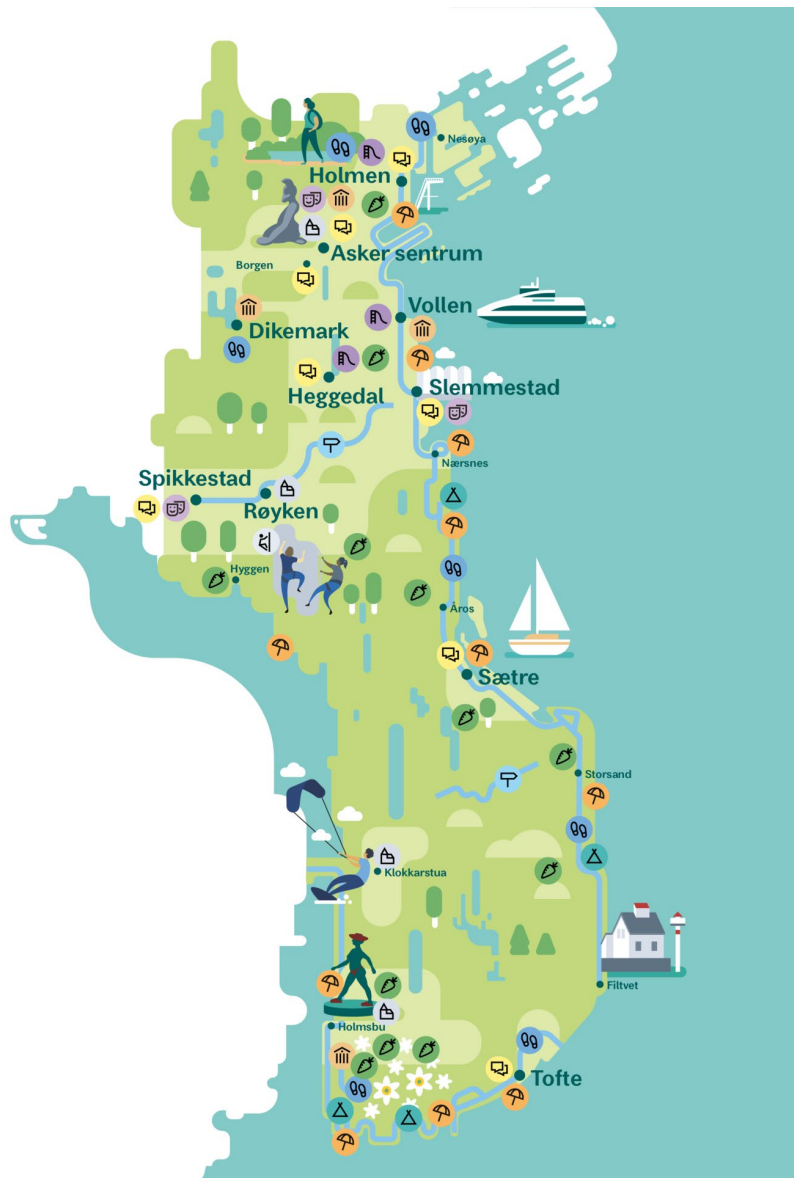 Nesøya
Holmen
Asker sentrum
Borgen
Vollen
Dikemark
Heggedal
Slemmestad
Nærsnes
Spikkestad
Røyken
Hyggen
Åros
Sætre
Storsand
Klokkarstua
Filtvet
Holmsbu
Tofte